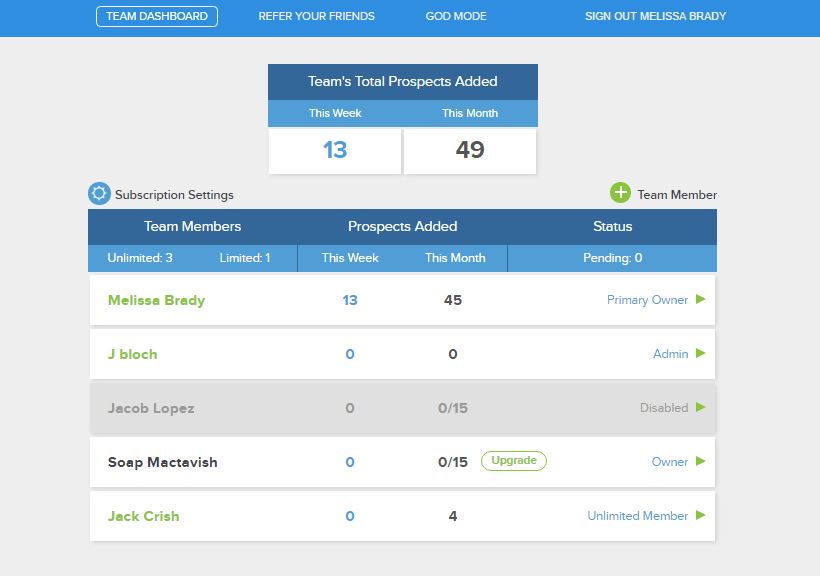 TEAM DASHBOARD REFER YOUR FRIENDS GOD MODE SIGN OUT MELISSA BRADY
Team's Total Prospects Added
This Week This Month
13 49
Subscription Settings Team Member
Team Members Prospects Added Status
Unlimited: 3 Limited: 1 This Week This Month Pending: 0
Melissa Brady 13 45 Primary Owner
J bloch 0 0 Admin
Jacob Lopez 0 0/15 Disabled
Soap Mactavish 0 0/15 Upgrade Owner
Jack Crish 0 4 Unlimited Member